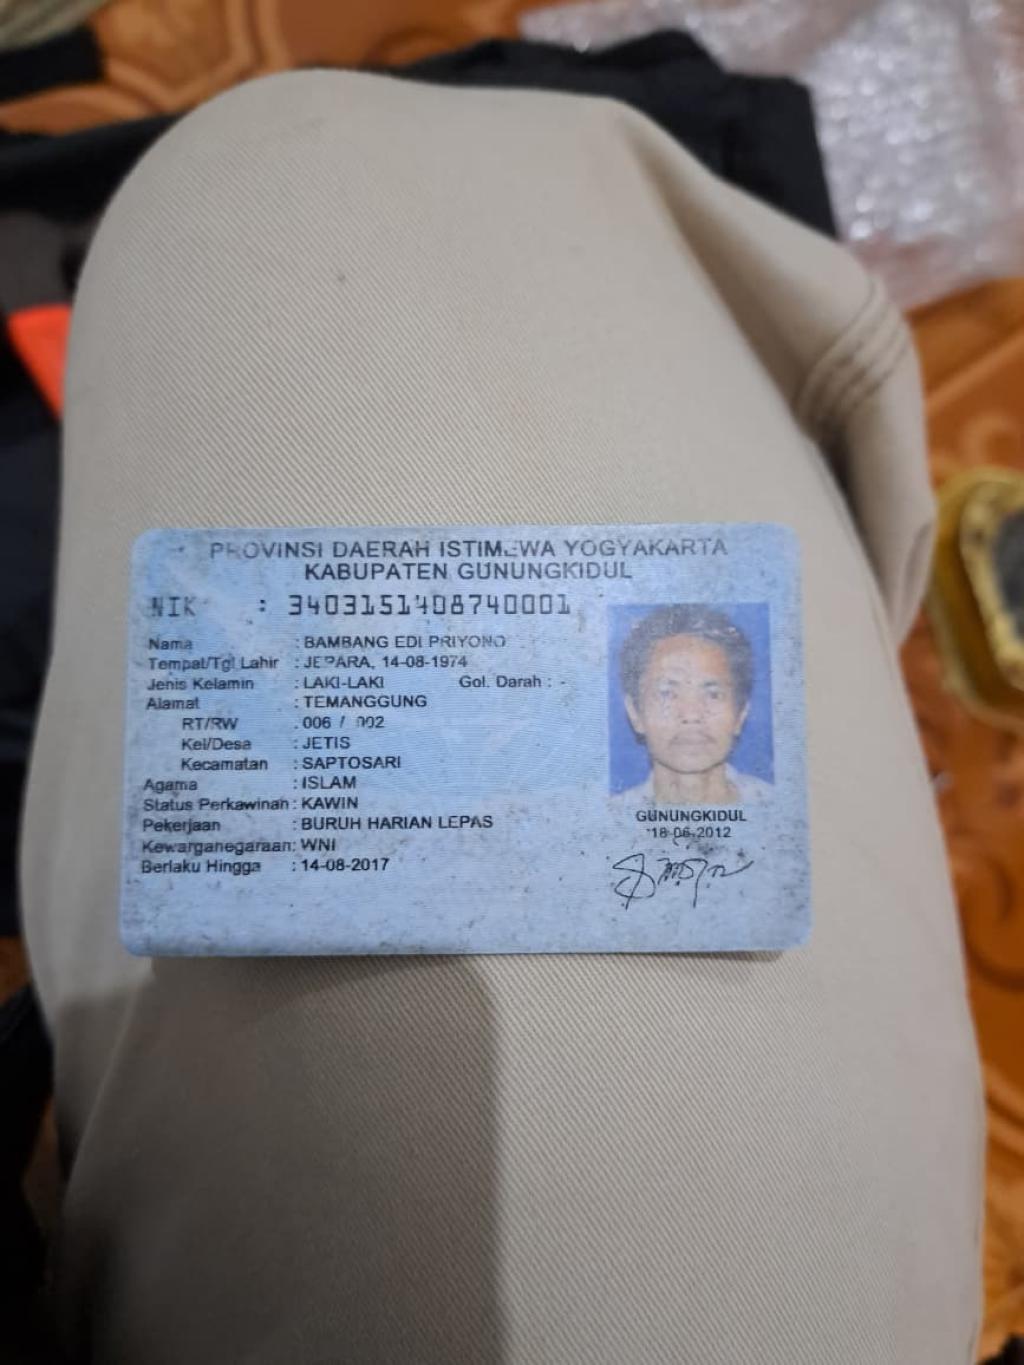 PROVINSI DAERAH ISTIMEWA YOGYAKARTA
KABUPATEN GUNUNGKIDUL
NIK : 3403151408740001
Nama : BAMBANG EDI PRIYONO
Tempat/Tgl Lahir : JEPARA, 14-08-1974
Jenis Kelamin : LAKI-LAKI Gol. Darah : -
Alamat : TEMANGGUNG
RT/RW : 006 / 002
Kel/Desa : JETIS
Kecamatan : SAPTOSARI
Agama : ISLAM
Status Perkawinan : KAWIN
Pekerjaan : BURUH HARIAN LEPAS
Kewarganegaraan: WNI
Berlaku Hingga : 14-08-2017
GUNUNGKIDUL
18-06-2012